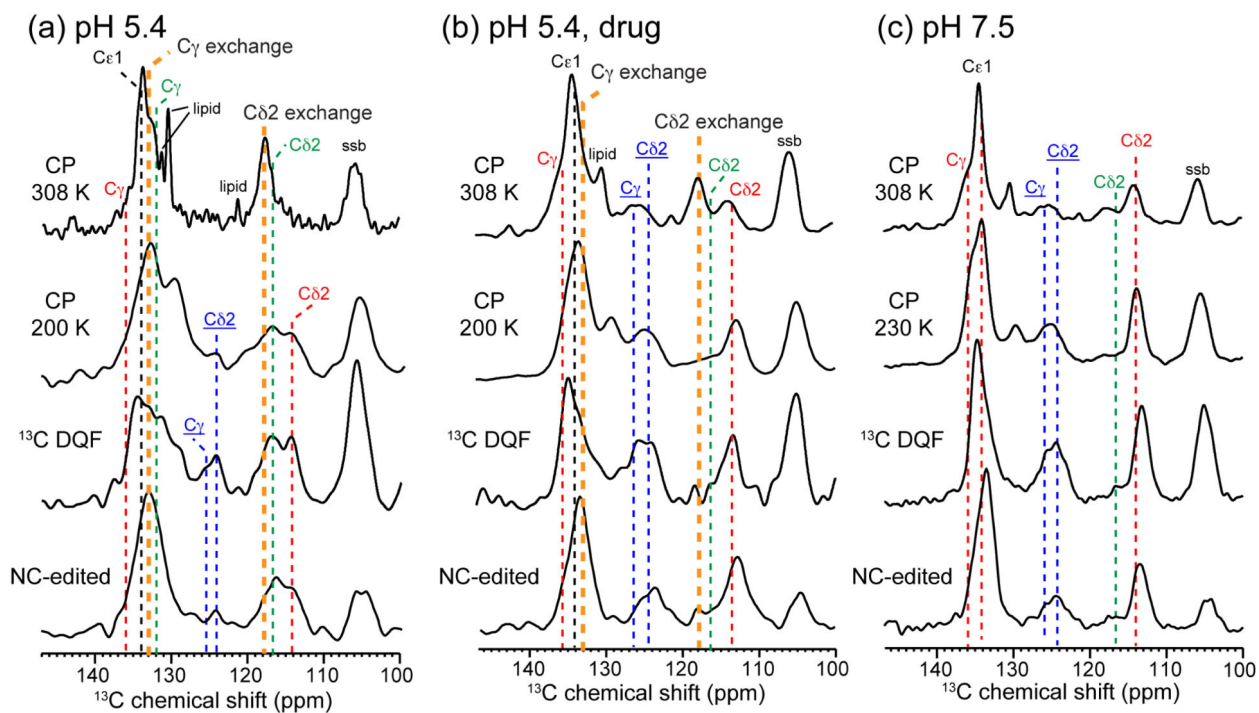 (a) pH 5.4
Cε1
Cγ exchange
Cγ
lipid
Cδ2 exchange
Cδ2
ssb
CP
308 K
Cγ
lipid
CP
200 K
Cδ2
Cδ2
¹³C DQF
Cγ
NC-edited
140 130 120 110 100
¹³C chemical shift (ppm)
(b) pH 5.4, drug
Cε1
Cγ exchange
Cδ2 exchange
Cδ2
ssb
CP
308 K
Cγ
lipid
Cγ
Cδ2
Cδ2
CP
200 K
¹³C DQF
NC-edited
140 130 120 110 100
¹³C chemical shift (ppm)
(c) pH 7.5
Cε1
CP
308 K
Cγ
Cδ2
Cγ
Cδ2
Cδ2
ssb
CP
230 K
¹³C DQF
NC-edited
140 130 120 110 100
¹³C chemical shift (ppm)